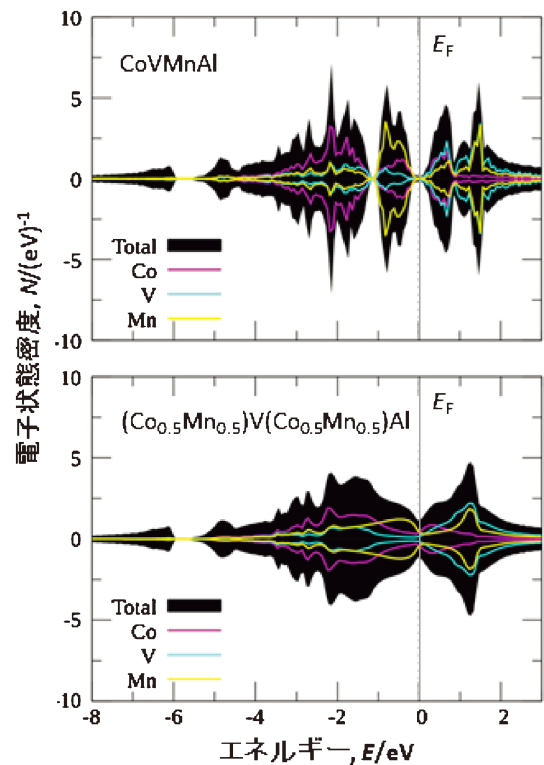 10
CoVMnAl
E_F
5
0
-5
-10
Total
Co
V
Mn
電子状態密度, N/(eV)⁻¹
10
(Co₀.₅Mn₀.₅)V(Co₀.₅Mn₀.₅)Al
E_F
5
0
-5
-10
Total
Co
V
Mn
-8 -6 -4 -2 0 2
エネルギー, E/eV